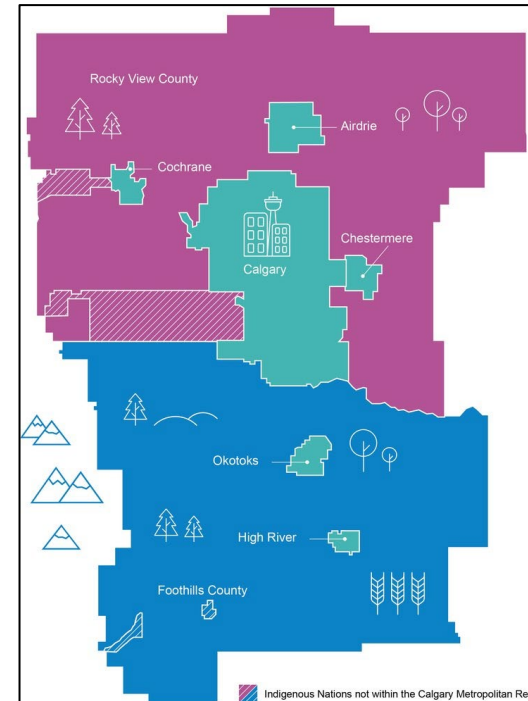 Rocky View County
Airdrie
Cochrane
Chestermere
Calgary
Okotoks
High River
Foothills County
Indigenous Nations not within the Calgary Metropolitan Re